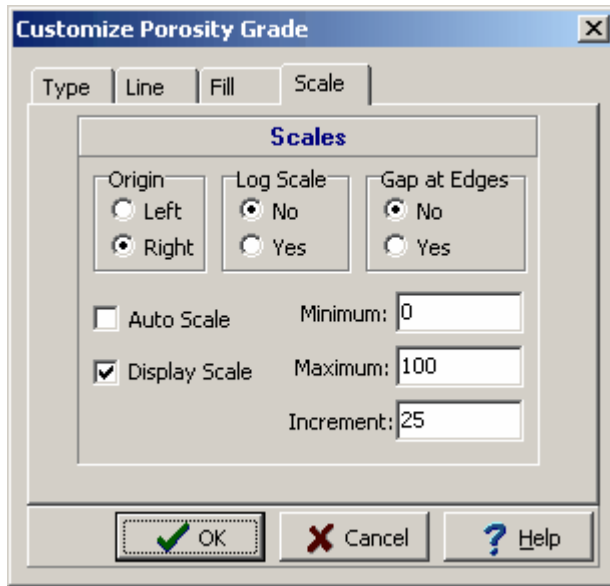 Customize Porosity Grade
Type Line Fill Scale
Scales
Origin Log Scale Gap at Edges
Left No No
Right Yes Yes
Auto Scale Minimum: 0
Display Scale Maximum: 100
Increment: 25
OK Cancel Help